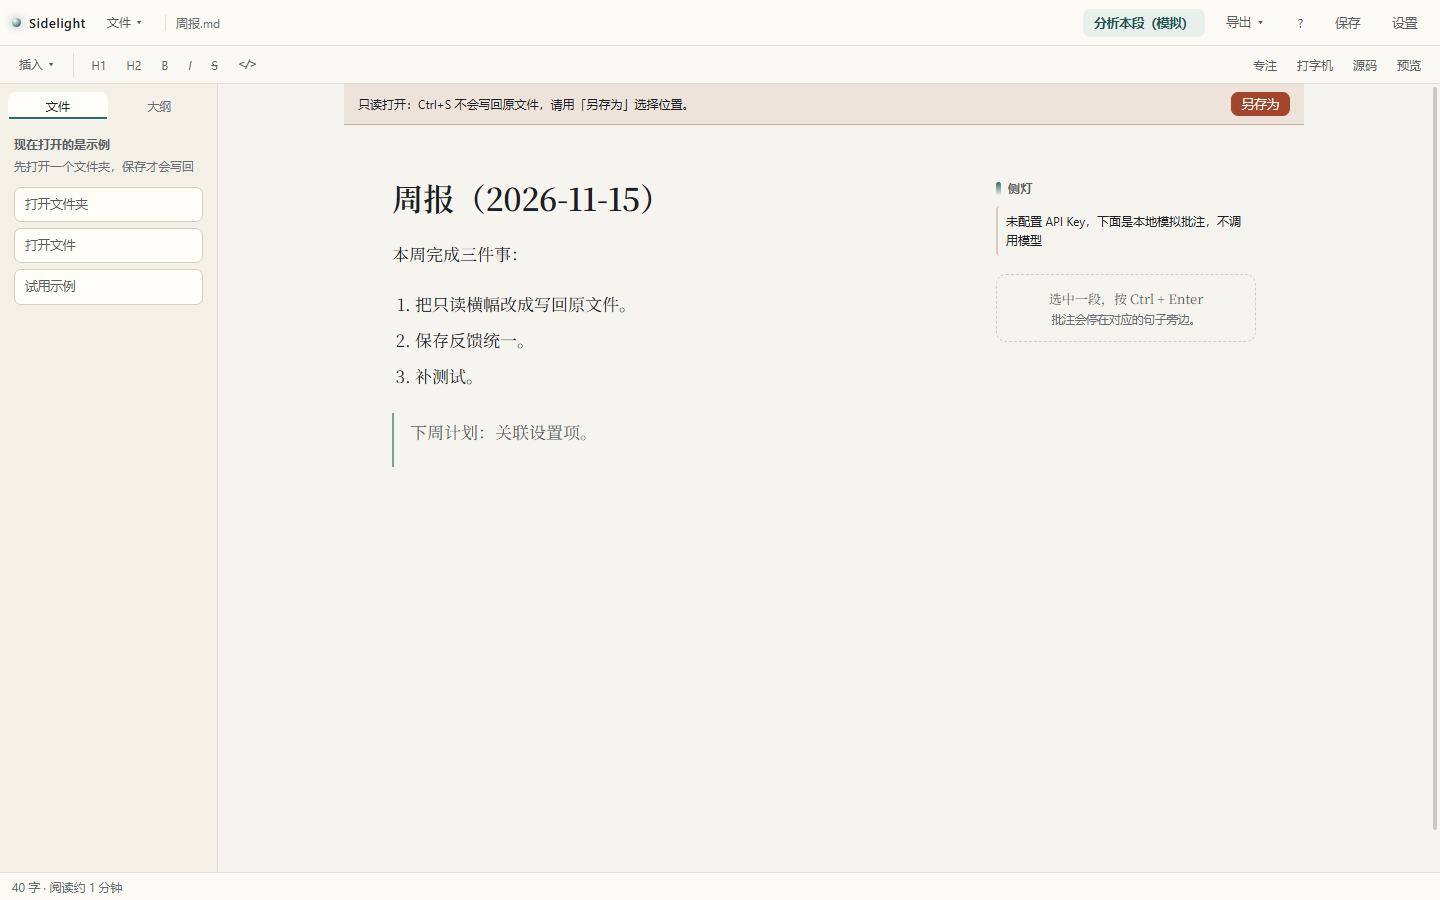 Sidelight 文件 周报.md 分析本段（模拟） 导出 ? 保存 设置
插入 H1 H2 B I S </> 专注 打字机 源码 预览
文件 大纲
只读打开：Ctrl+S 不会写回原文件，请用「另存为」选择位置。 另存为
现在打开的是示例
先打开一个文件夹，保存才会写回
打开文件夹
打开文件
试用示例
周报（2026-11-15）
本周完成三件事：
1. 把只读横幅改成写回原文件。
2. 保存反馈统一。
3. 补测试。
下周计划：关联设置项。
侧灯
未配置 API Key，下面是本地模拟批注，不调
用模型
选中一段，按 Ctrl + Enter
批注会停在对应的句子旁边。
40 字 · 阅读约 1 分钟